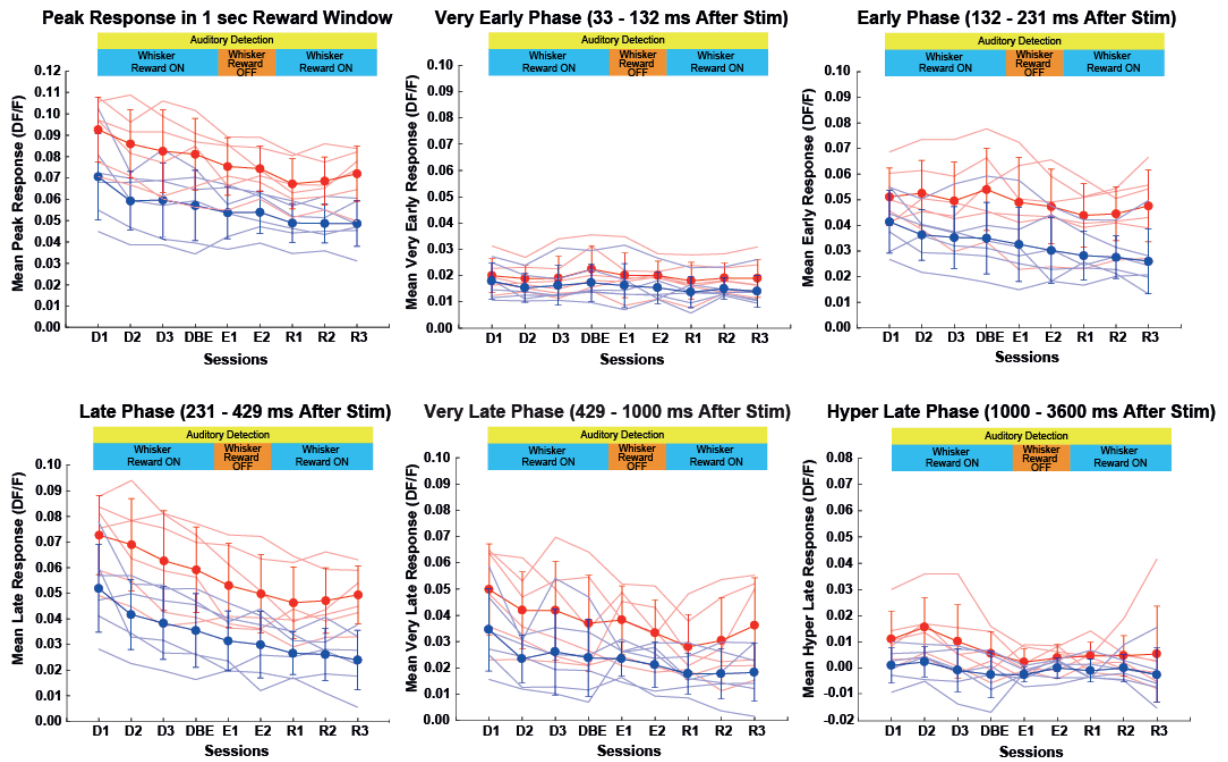 Peak Response in 1 sec Reward Window
Auditory Detection
Whisker
Reward ON
Whisker
Reward
OFF
Whisker
Reward ON
Mean Peak Response (DF/F)
0.12
0.11
0.10
0.09
0.08
0.07
0.06
0.05
0.04
0.03
0.02
0.01
0.00
D1 D2 D3 DBE E1 E2 R1 R2 R3
Sessions
Very Early Phase (33 - 132 ms After Stim)
Auditory Detection
Whisker
Reward ON
Whisker
Reward
OFF
Whisker
Reward ON
Mean Very Early Response (DF/F)
0.10
0.09
0.08
0.07
0.06
0.05
0.04
0.03
0.02
0.01
0.00
D1 D2 D3 DBE E1 E2 R1 R2 R3
Sessions
Early Phase (132 - 231 ms After Stim)
Auditory Detection
Whisker
Reward ON
Whisker
Reward
OFF
Whisker
Reward ON
Mean Early Response (DF/F)
0.10
0.09
0.08
0.07
0.06
0.05
0.04
0.03
0.02
0.01
0.00
D1 D2 D3 DBE E1 E2 R1 R2 R3
Sessions
Late Phase (231 - 429 ms After Stim)
Auditory Detection
Whisker
Reward ON
Whisker
Reward
OFF
Whisker
Reward ON
Mean Late Response (DF/F)
0.10
0.09
0.08
0.07
0.06
0.05
0.04
0.03
0.02
0.01
0.00
D1 D2 D3 DBE E1 E2 R1 R2 R3
Sessions
Very Late Phase (429 - 1000 ms After Stim)
Auditory Detection
Whisker
Reward ON
Whisker
Reward
OFF
Whisker
Reward ON
Mean Very Late Response (DF/F)
0.10
0.09
0.08
0.07
0.06
0.05
0.04
0.03
0.02
0.01
0.00
D1 D2 D3 DBE E1 E2 R1 R2 R3
Sessions
Hyper Late Phase (1000 - 3600 ms After Stim)
Auditory Detection
Whisker
Reward ON
Whisker
Reward
OFF
Whisker
Reward ON
Mean Hyper Late Response (DF/F)
0.08
0.07
0.06
0.05
0.04
0.03
0.02
0.01
0.00
-0.01
-0.02
D1 D2 D3 DBE E1 E2 R1 R2 R3
Sessions